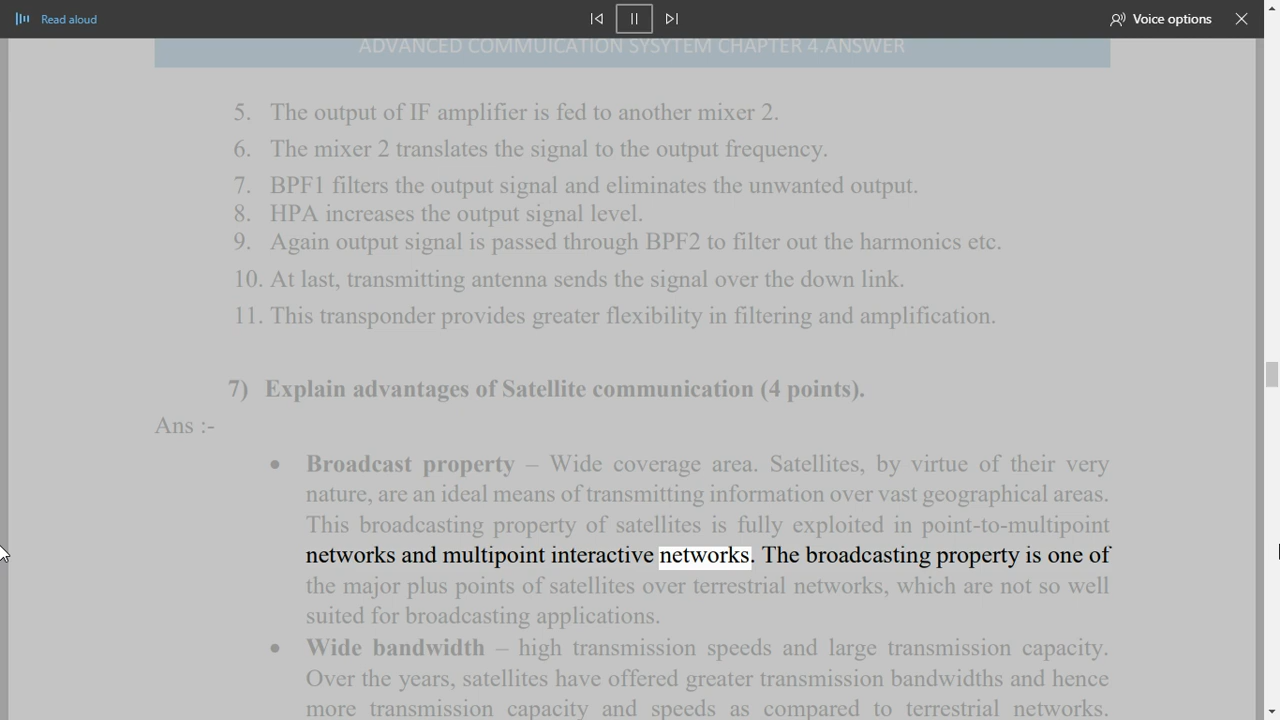 Read aloud
Voice options
ADVANCED COMMUICATION SYSYTEM CHAPTER 4.ANSWER
5. The output of IF amplifier is fed to another mixer 2.
6. The mixer 2 translates the signal to the output frequency.
7. BPF1 filters the output signal and eliminates the unwanted output.
8. HPA increases the output signal level.
9. Again output signal is passed through BPF2 to filter out the harmonics etc.
10. At last, transmitting antenna sends the signal over the down link.
11. This transponder provides greater flexibility in filtering and amplification.
7) Explain advantages of Satellite communication (4 points).
Ans :-
• Broadcast property – Wide coverage area. Satellites, by virtue of their very
nature, are an ideal means of transmitting information over vast geographical areas.
This broadcasting property of satellites is fully exploited in point-to-multipoint
networks and multipoint interactive networks. The broadcasting property is one of
the major plus points of satellites over terrestrial networks, which are not so well
suited for broadcasting applications.
• Wide bandwidth – high transmission speeds and large transmission capacity.
Over the years, satellites have offered greater transmission bandwidths and hence
more transmission capacity and speeds as compared to terrestrial networks.